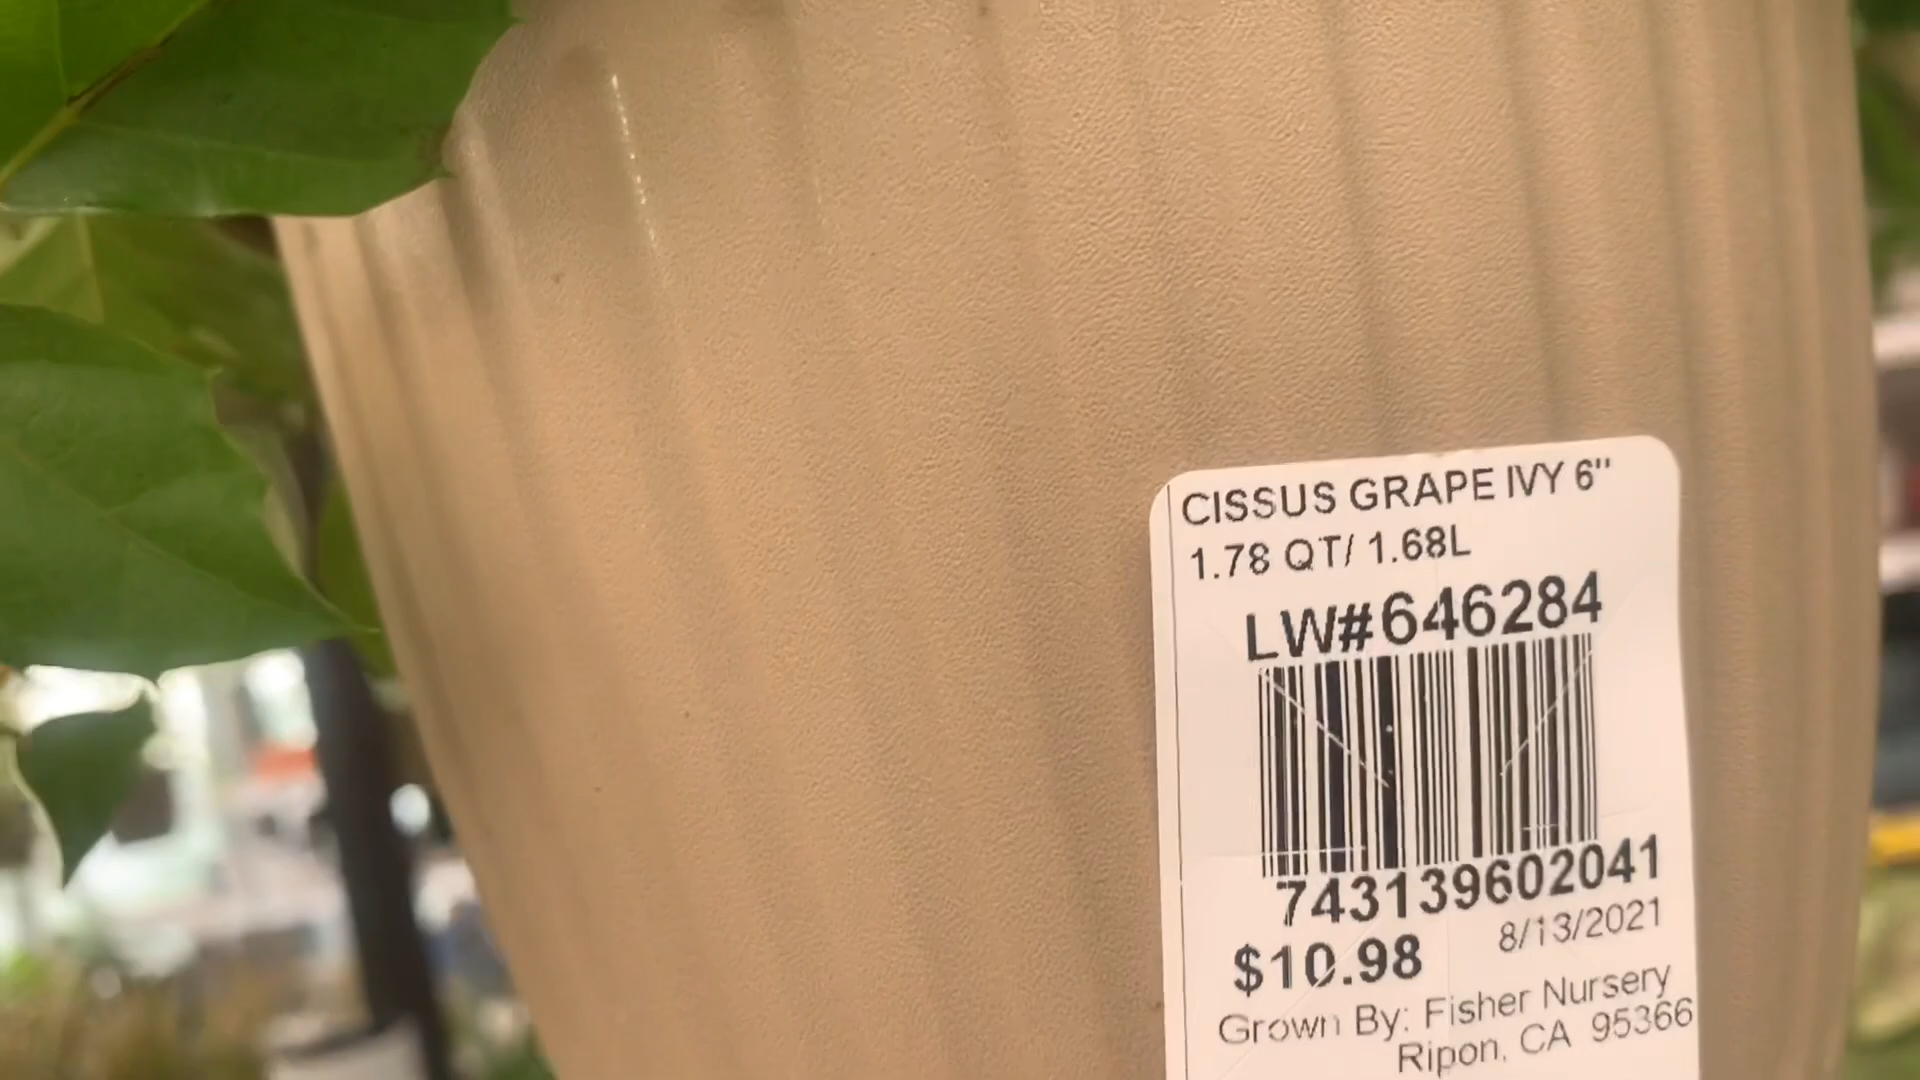 CISSUS GRAPE IVY 6"
1.78 QT/ 1.68L
LW#646284
743139602041
$10.98 8/13/2021
Grown By: Fisher Nursery
Ripon, CA 95366